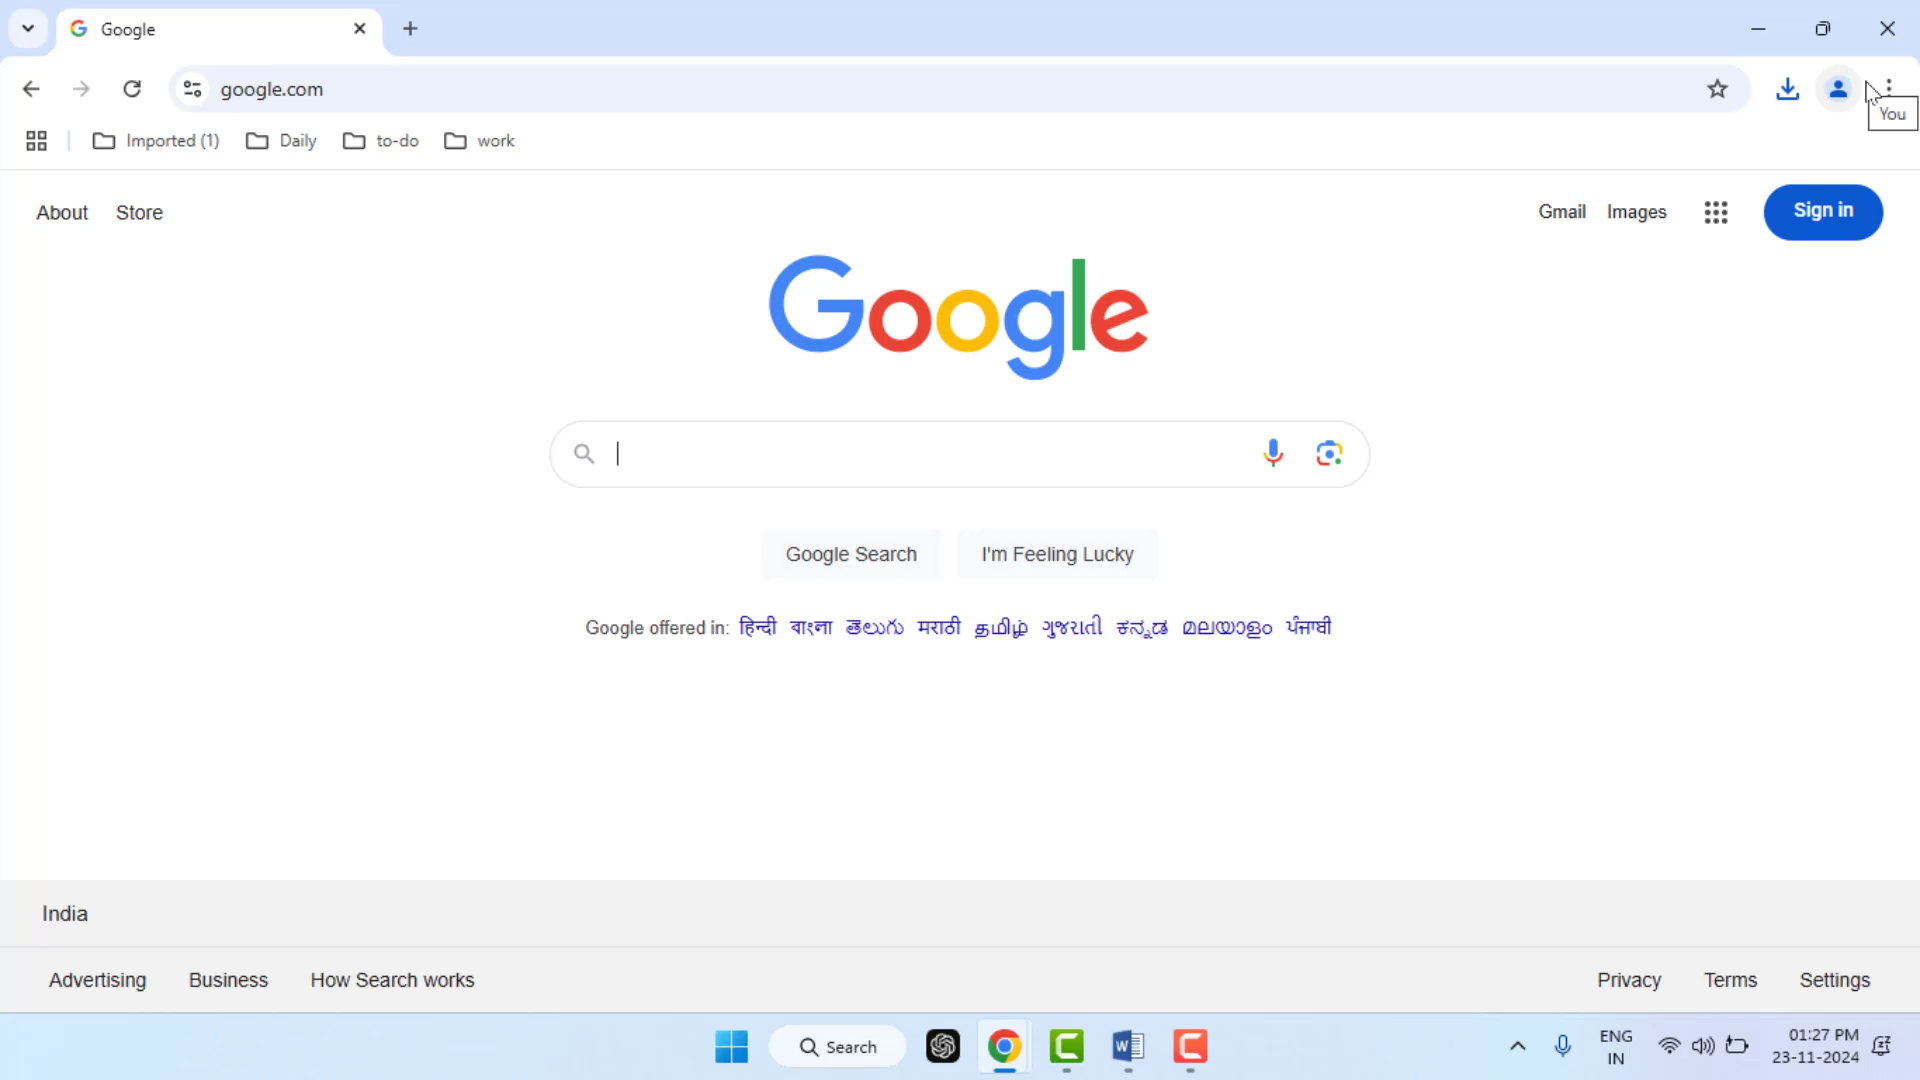 Google
google.com
You
Imported (1) Daily to-do work
About Store Gmail Images Sign in
Google
Google Search I'm Feeling Lucky
Google offered in: हिन्दी বাংলা తెలుగు मराठी தமிழ் ગુજરાતી ಕನ್ನಡ മലയാളം ਪੰਜਾਬੀ
India
Advertising Business How Search works Privacy Terms Settings
Search ENG 01:27 PM
IN 23-11-2024